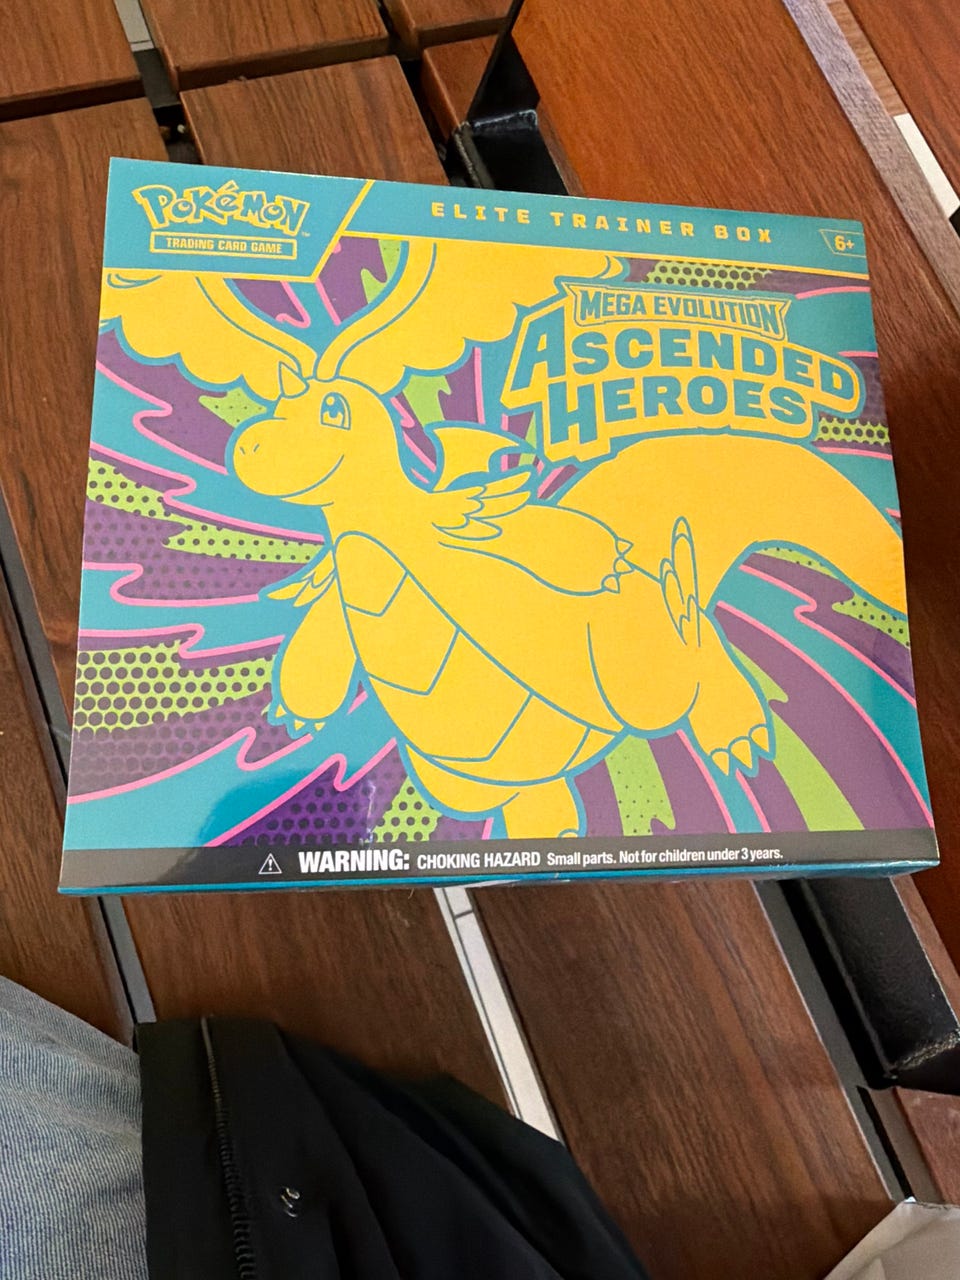 POKéMON™
TRADING CARD GAME
ELITE TRAINER BOX
6+
MEGA EVOLUTION
ASCENDED
HEROES
WARNING: CHOKING HAZARD Small parts. Not for children under 3 years.